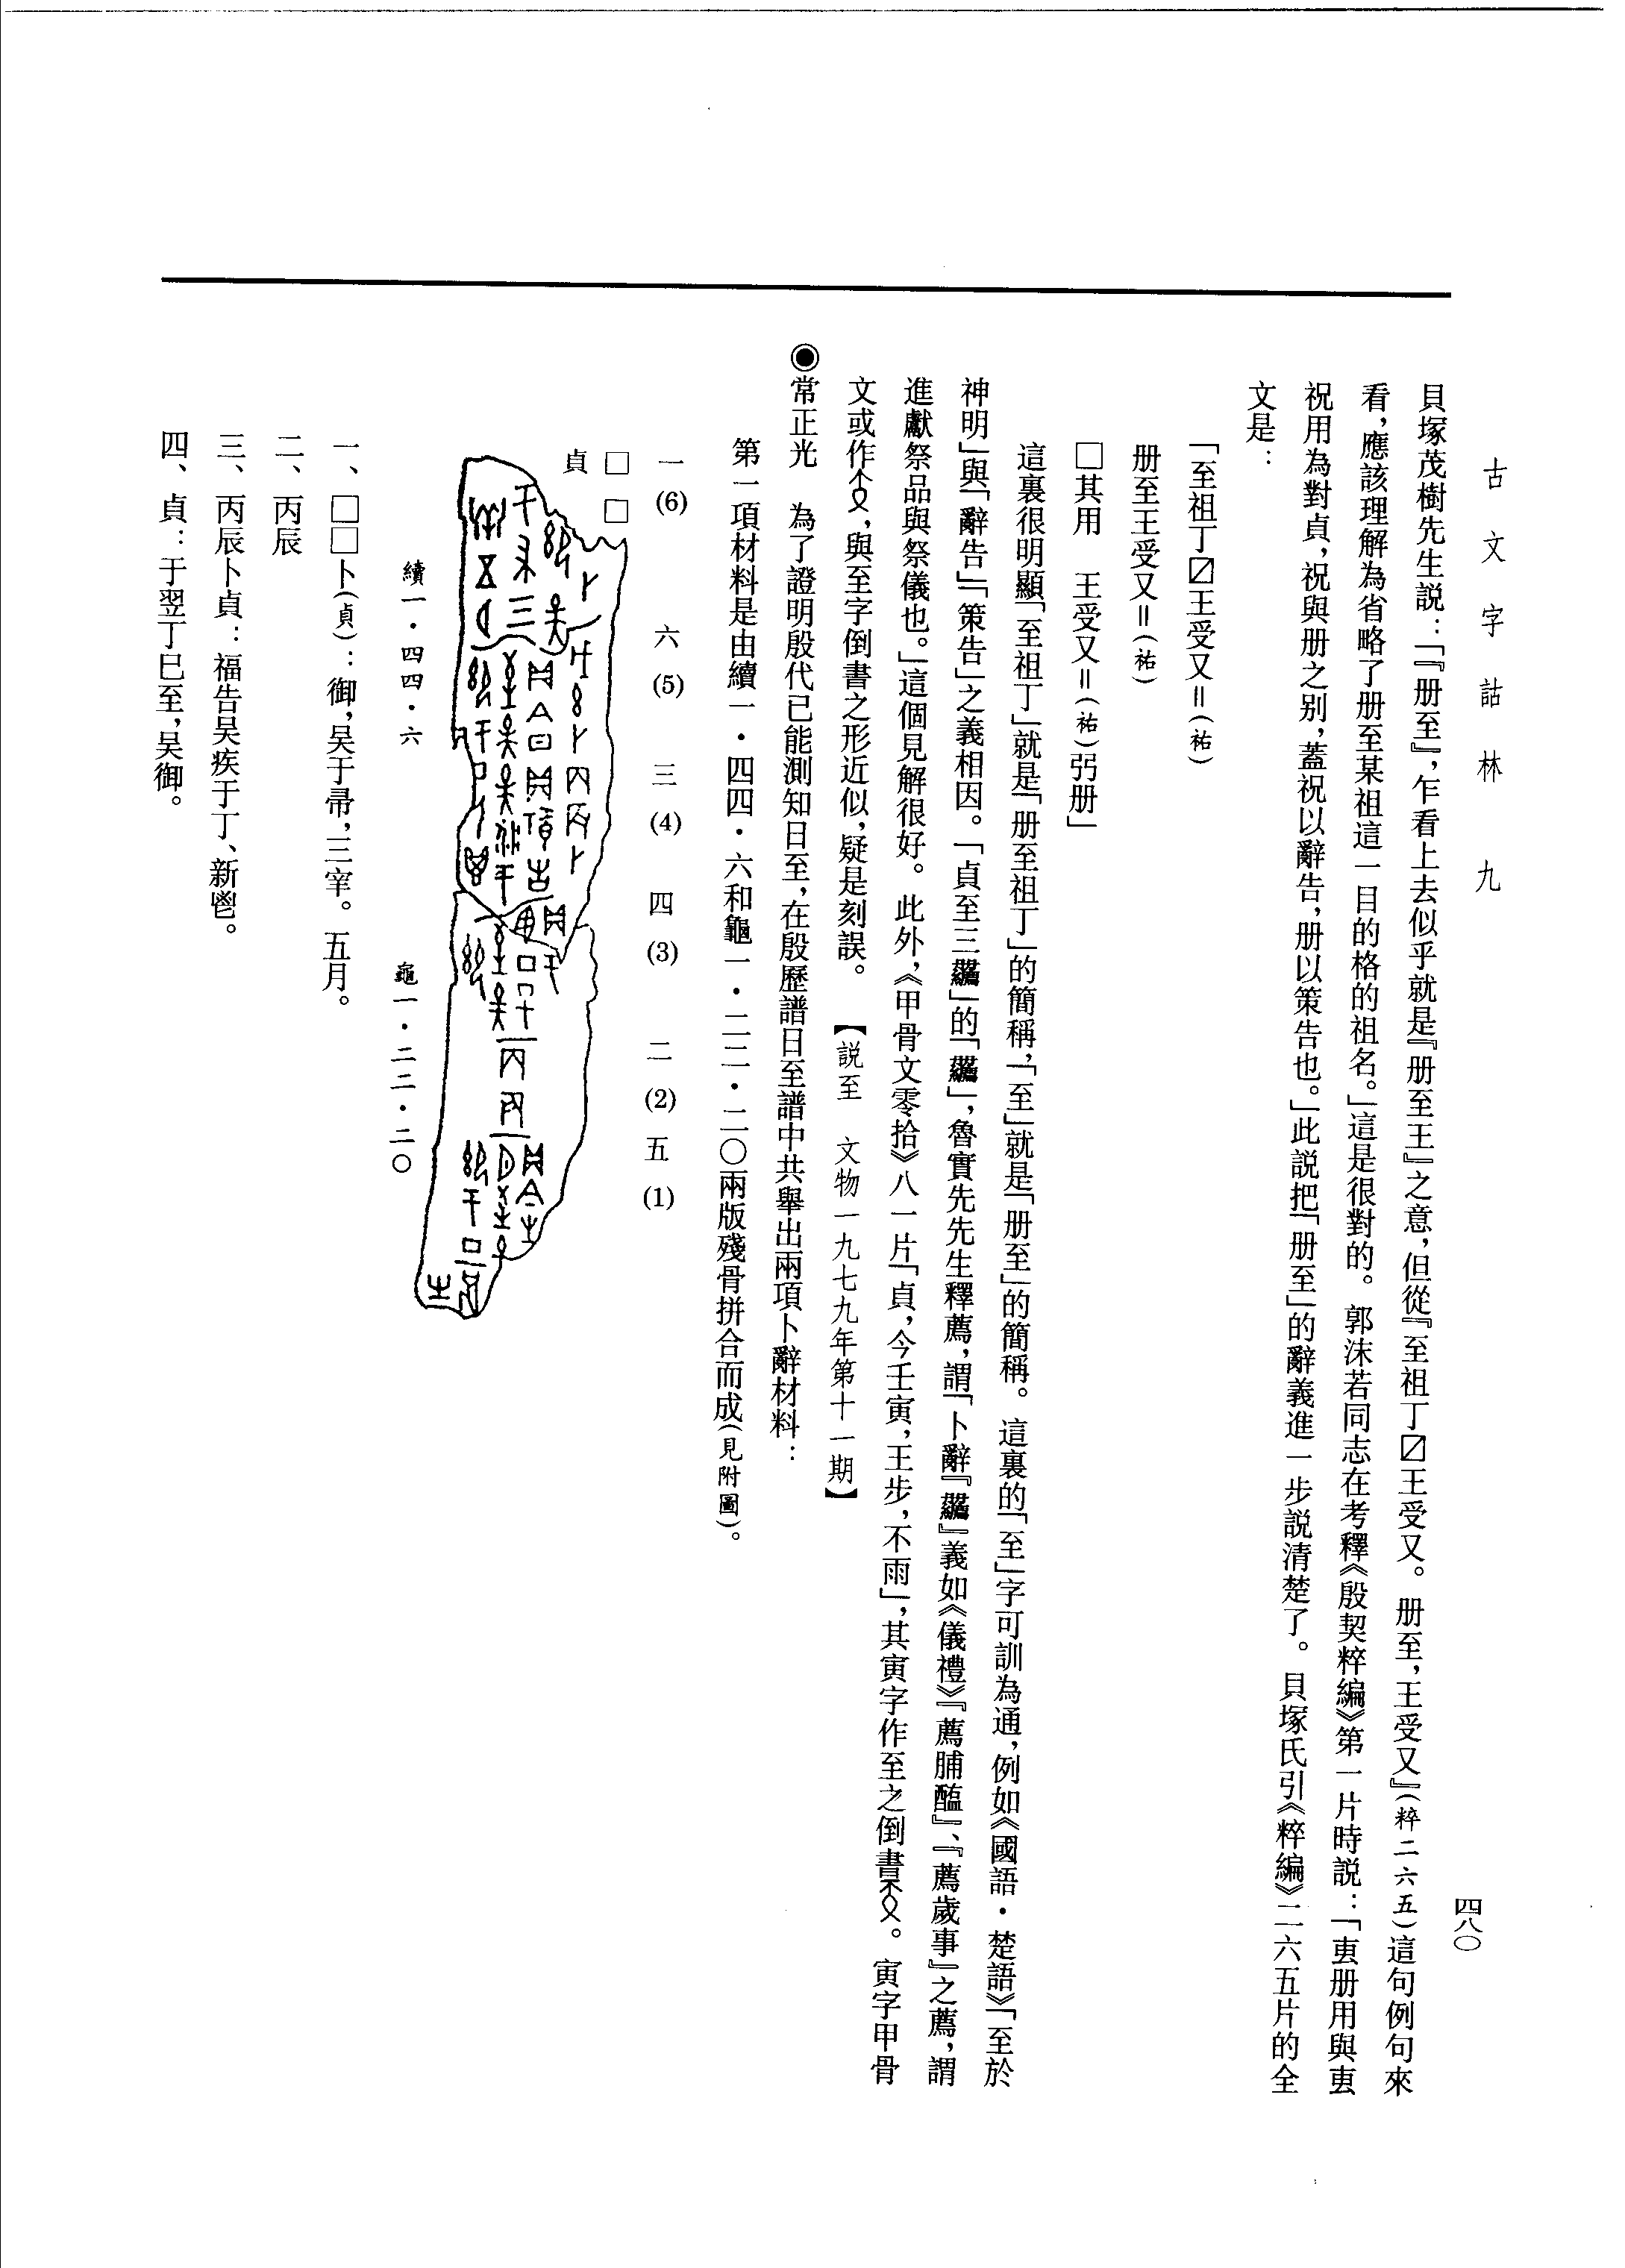 古文字詁林　九
四八〇
貝塚茂樹先生説：「『册至』，乍看上去似乎就是『册至王』之意，但從『至祖丁〼王受又。册至，王受又』（粹二六五）這句例句來
看，應該理解為省略了册至某祖這一目的格的祖名。」這是很對的。郭沫若同志在考釋《殷契粹編》第一片時説：「叀册用與叀
祝用為對貞，祝與册之别，蓋祝以辭告，册以策告也。」此説把「册至」的辭義進一步説清楚了。貝塚氏引《粹編》二六五片的全
文是：
「至祖丁〼王受又＝（祐）
册至王受又＝（祐）
□其用　王受又＝（祐）弜册」
這裏很明顯「至祖丁」就是「册至祖丁」的簡稱，「至」就是「册至」的簡稱。這裏的「至」字可訓為通，例如《國語·楚語》「至於
神明」與「辭告」「策告」之義相因。「貞至三」的「」，魯實先先生釋薦，謂「卜辭『』義如《儀禮》『薦脯醢』、『薦歲事』之薦，謂
進獻祭品與祭儀也。」這個見解很好。此外，《甲骨文零拾》八一片「貞，今壬寅，王步，不雨」，其寅字作至之倒書。寅字甲骨
文或作，與至字倒書之形近似，疑是刻誤。【説至　文物一九七九年第十一期】
◉常正光　為了證明殷代已能測知日至，在殷歷譜日至譜中共舉出兩項卜辭材料：
第一項材料是由續一·四四·六和龜一·二二·二〇兩版殘骨拼合而成（見附圖）。
一(6)　六(5)　三(4)　四(3)　二(2)　五(1)
□□
貞
續一·四四·六　龜一·二二·二〇
一、□□卜（貞）：御，吴于帚，三宰。五月。
二、丙辰
三、丙辰卜貞：福告吴疾于丁、新鬯。
四、貞：于翌丁巳至，吴御。